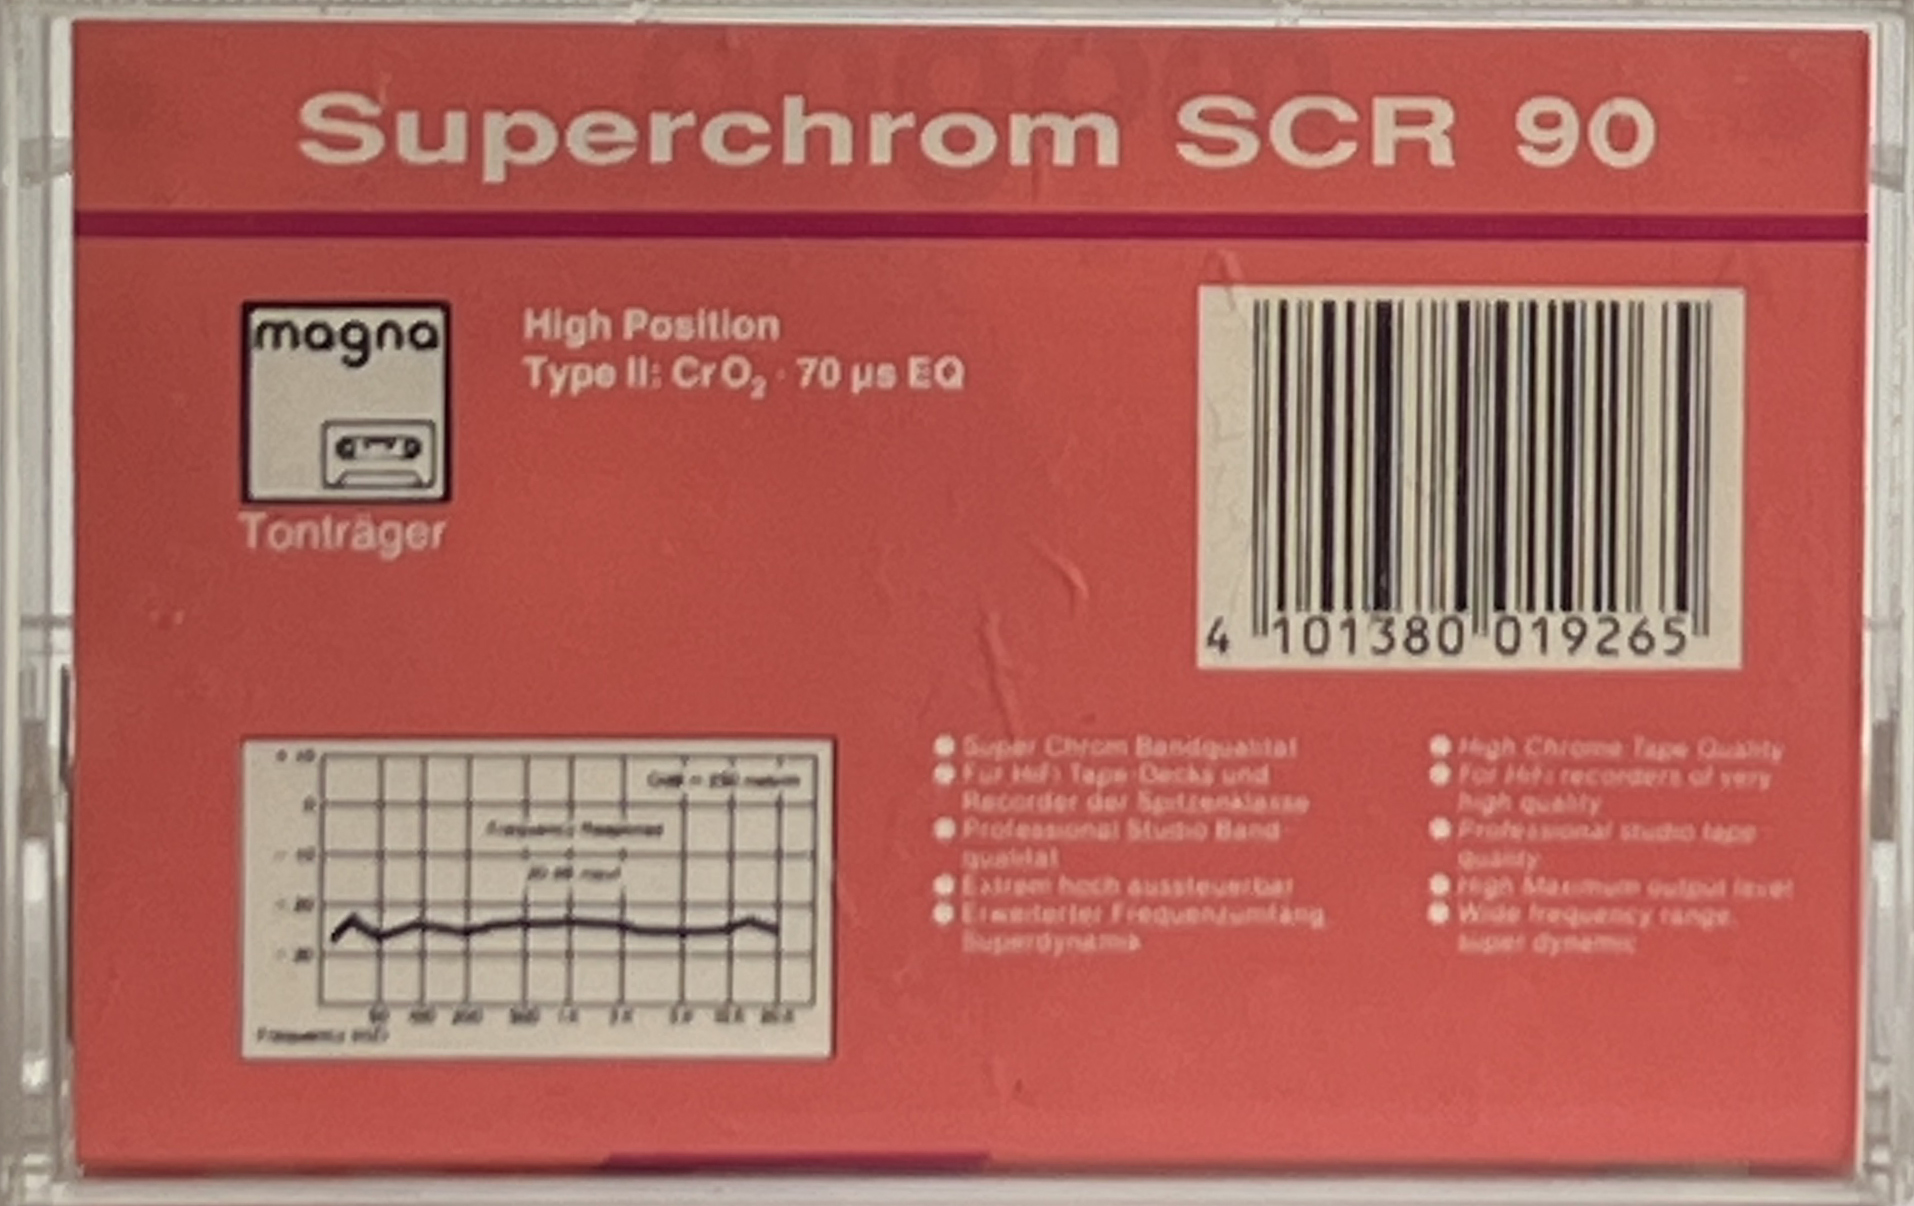 Superchrom SCR 90
magna
Tonträger
High Position
Type II: CrO₂ · 70 µs EQ
4 101380 019265
Frequency Response
Super Chrom Bandqualität
Für HiFi Tape-Decks und
Recorder der Spitzenklasse
Professional Studio Band-
qualität
Extrem hoch aussteuerbar
Erweiterter Frequenzumfang
Superdynamik
High Chrome Tape Quality
For HiFi recorders of very
high quality
Professional studio tape
quality
High Maximum output level
Wide frequency range,
super dynamic